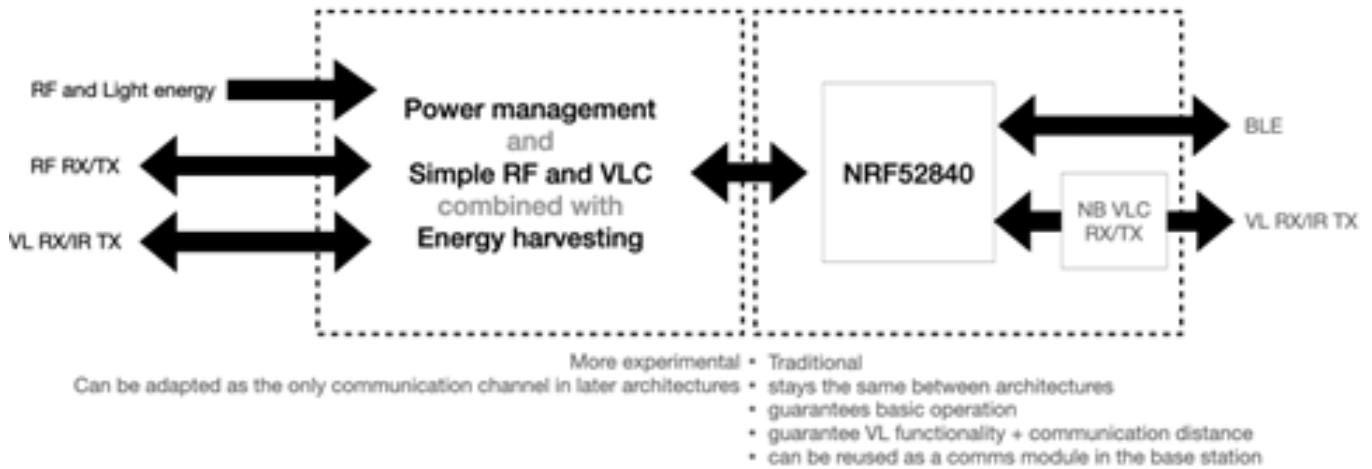 RF and Light energy
RF RX/TX
VL RX/IR TX
Power management
and
Simple RF and VLC
combined with
Energy harvesting
NRF52840
BLE
NB VLC
RX/TX
VL RX/IR TX
More experimental •
Can be adapted as the only communication channel in later architectures •
Traditional
stays the same between architectures
• guarantees basic operation
• guarantee VL functionality + communication distance
• can be reused as a comms module in the base station